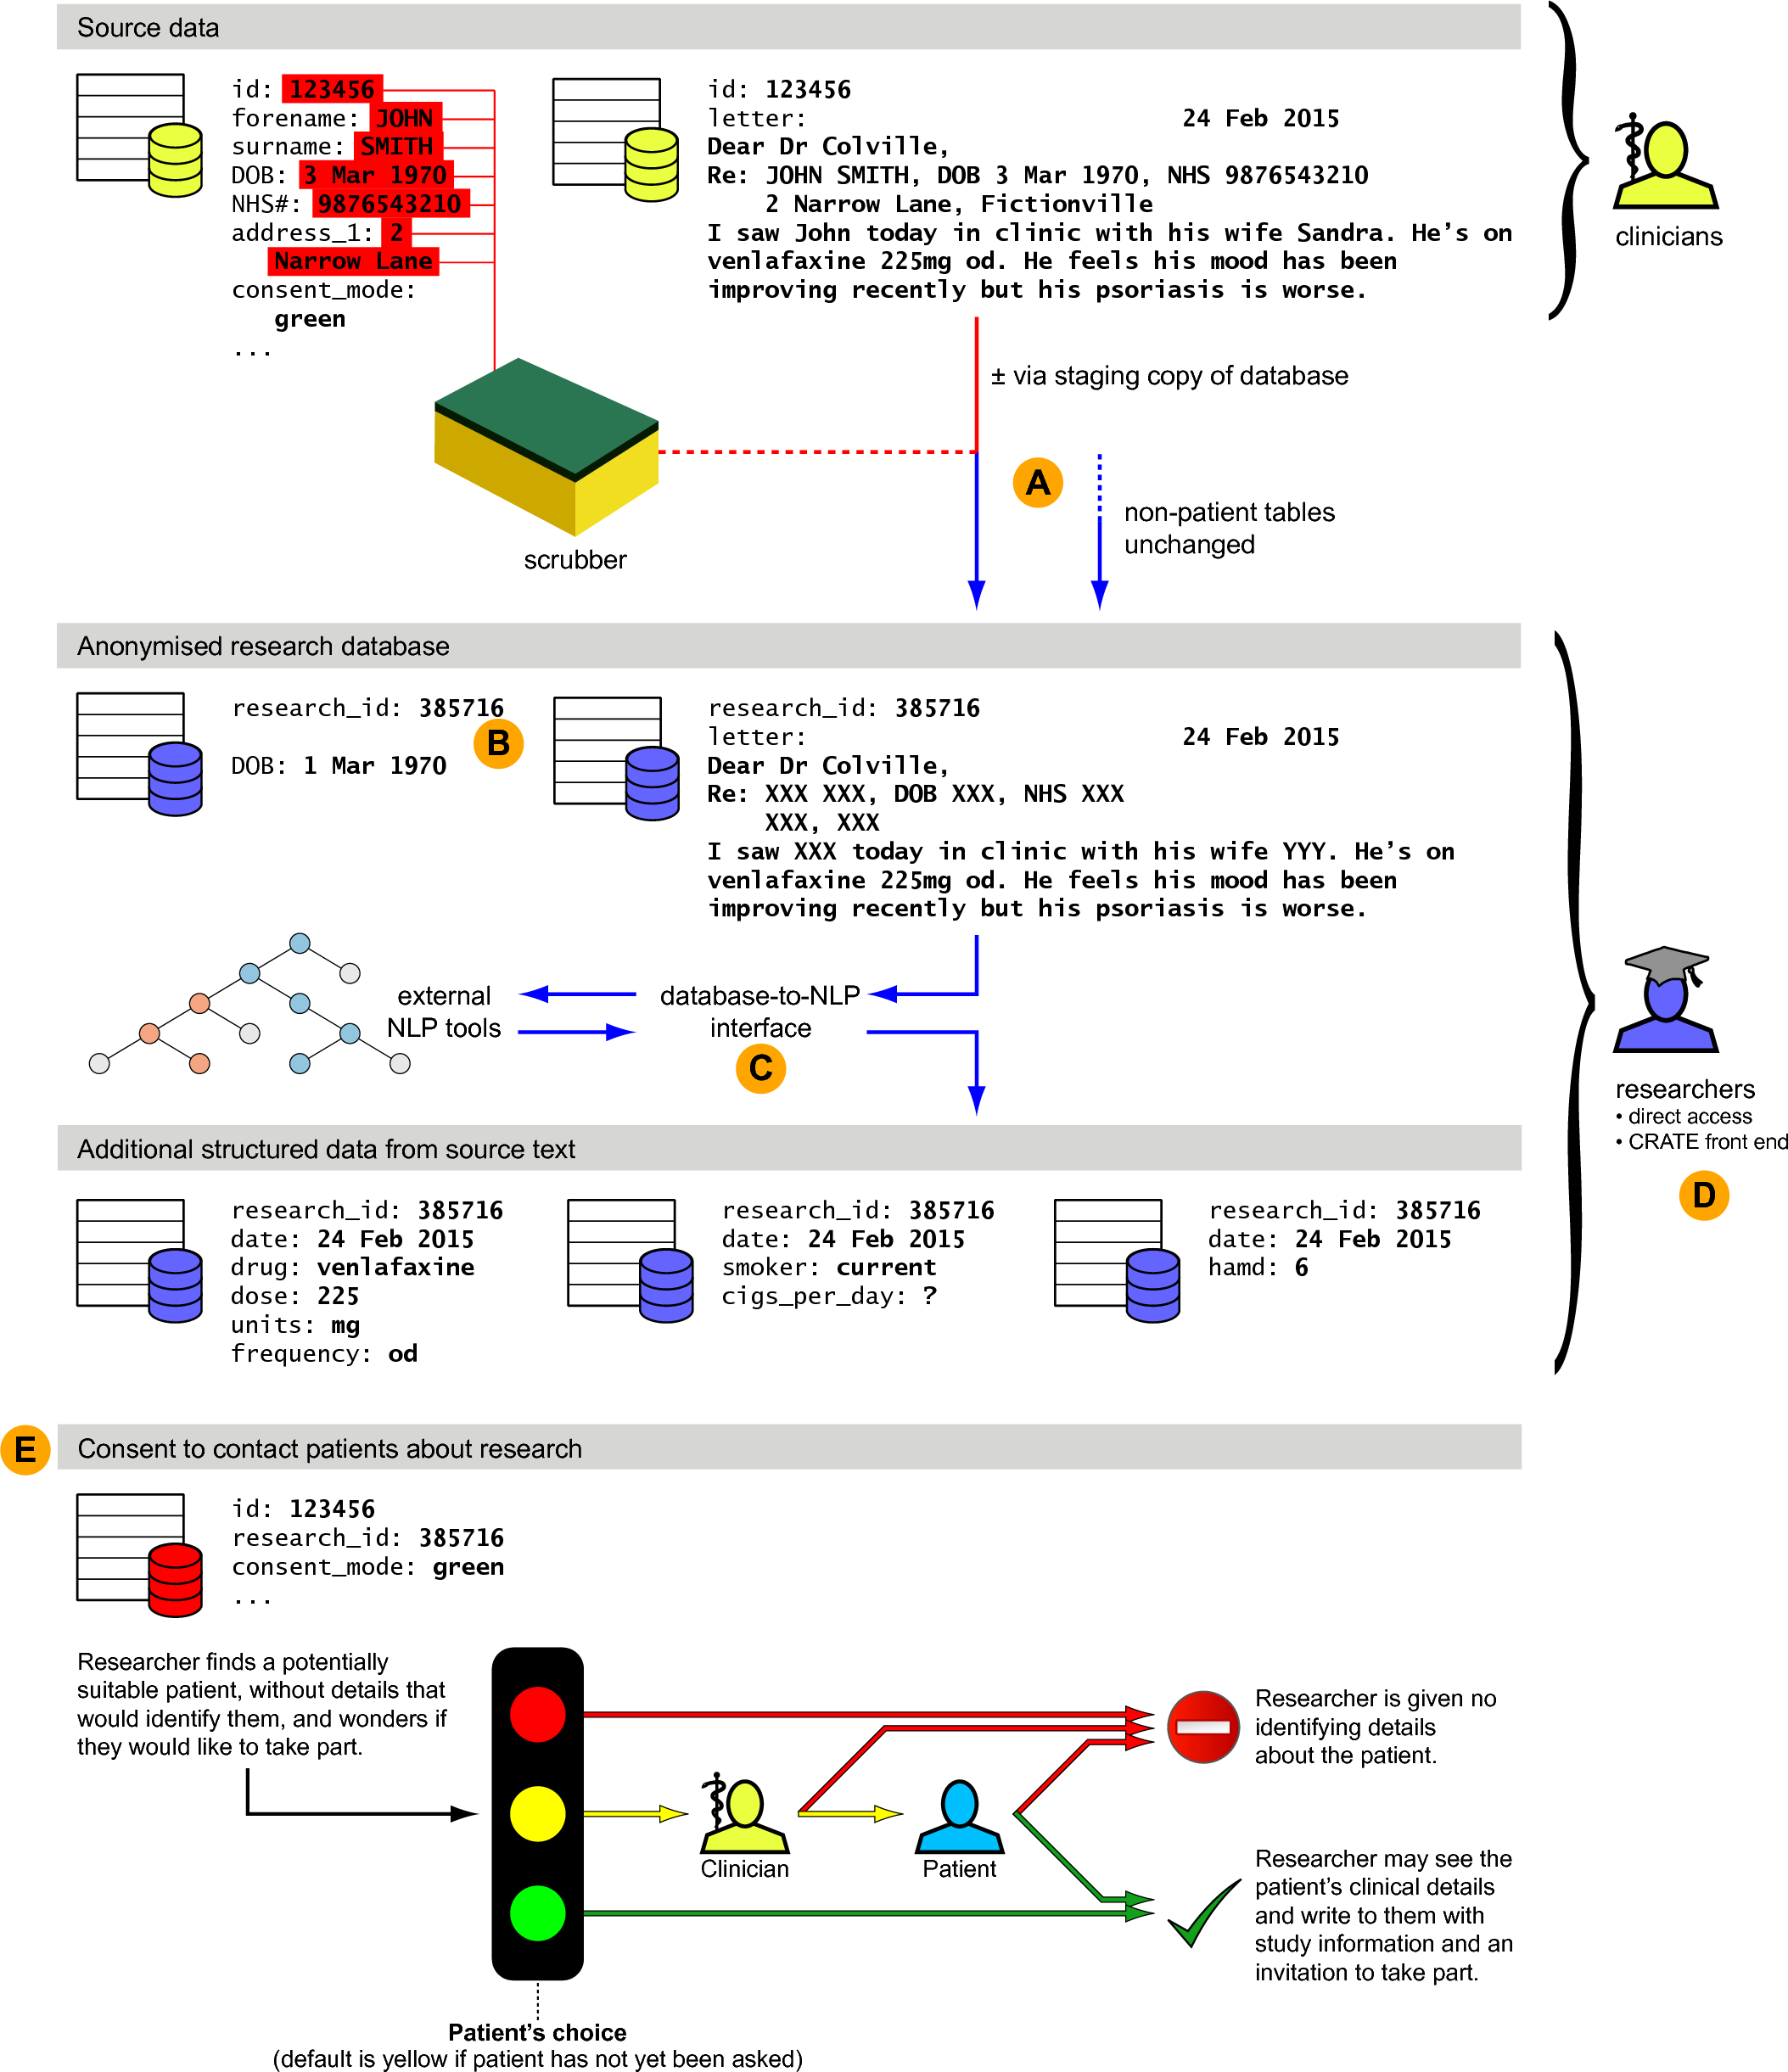 Source data
id: 123456
forename: JOHN
surname: SMITH
DOB: 3 Mar 1970
NHS#: 9876543210
address_1: 2
Narrow Lane
consent_mode:
green
...
id: 123456
letter: 24 Feb 2015
Dear Dr Colville,
Re: JOHN SMITH, DOB 3 Mar 1970, NHS 9876543210
2 Narrow Lane, Fictionville
I saw John today in clinic with his wife Sandra. He’s on
venlafaxine 225mg od. He feels his mood has been
improving recently but his psoriasis is worse.
clinicians
± via staging copy of database
scrubber
A
non-patient tables
unchanged
Anonymised research database
research_id: 385716
B
DOB: 1 Mar 1970
research_id: 385716
letter: 24 Feb 2015
Dear Dr Colville,
Re: XXX XXX, DOB XXX, NHS XXX
XXX, XXX
I saw XXX today in clinic with his wife YYY. He’s on
venlafaxine 225mg od. He feels his mood has been
improving recently but his psoriasis is worse.
external
NLP tools
database-to-NLP
interface
C
researchers
• direct access
• CRATE front end
D
Additional structured data from source text
research_id: 385716
date: 24 Feb 2015
drug: venlafaxine
dose: 225
units: mg
frequency: od
research_id: 385716
date: 24 Feb 2015
smoker: current
cigs_per_day: ?
research_id: 385716
date: 24 Feb 2015
hamd: 6
E
Consent to contact patients about research
id: 123456
research_id: 385716
consent_mode: green
...
Researcher finds a potentially
suitable patient, without details that
would identify them, and wonders if
they would like to take part.
Clinician
Patient
Researcher is given no
identifying details
about the patient.
Researcher may see the
patient’s clinical details
and write to them with
study information and an
invitation to take part.
Patient’s choice
(default is yellow if patient has not yet been asked)